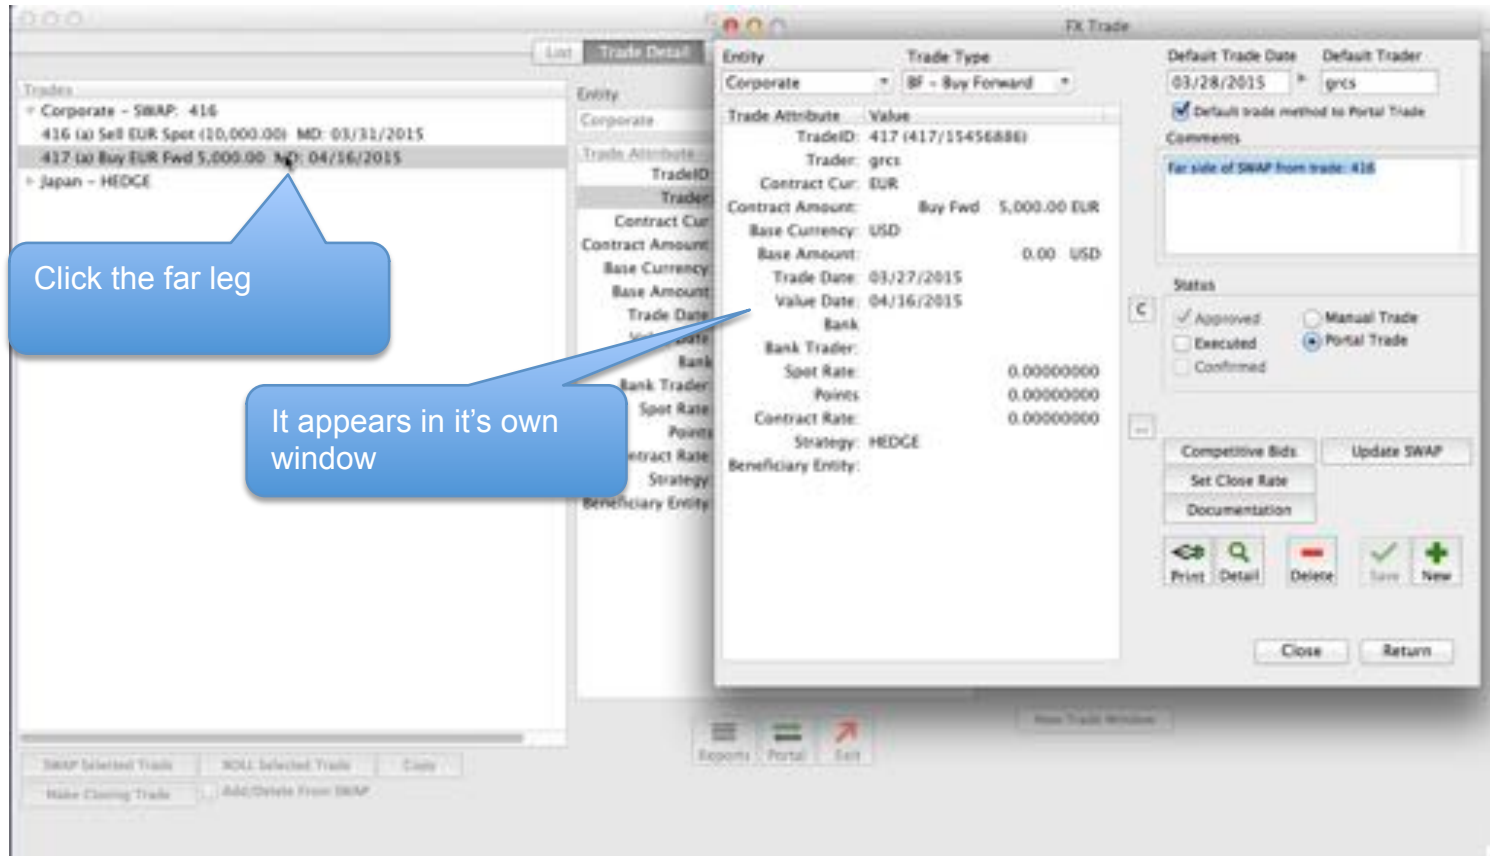 FX Trade
List
Trade Detail
Trades
Corporate - SWAP: 416
416 (a) Sell EUR Spot (10,000.00) MD: 03/31/2015
417 (a) Buy EUR Fwd 5,000.00 MD: 04/16/2015
Japan - HEDGE
Click the far leg
It appears in it's own
window
Entity
Corporate
Trade Attribute
TradeID
Trader
Contract Cur
Contract Amount
Base Currency
Base Amount
Trade Date
Value Date
Bank
Bank Trader
Spot Rate
Points
ntract Rate
Strategy
Beneficiary Entity
Entity
Trade Type
Corporate
BF - Buy Forward
Trade Attribute Value
TradeID: 417 (417/15456886)
Trader: grcs
Contract Cur: EUR
Contract Amount: Buy Fwd 5,000.00 EUR
Base Currency: USD
Base Amount: 0.00 USD
Trade Date: 03/27/2015
Value Date: 04/16/2015
Bank
Bank Trader:
Spot Rate: 0.00000000
Points 0.00000000
Contract Rate: 0.00000000
Strategy: HEDGE
Beneficiary Entity:
C
...
Default Trade Date Default Trader
03/28/2015 grcs
Default trade method to Portal Trade
Comments
Far side of SWAP from trade: 416
Status
Approved Manual Trade
Executed Portal Trade
Confirmed
Competitive Bids Update SWAP
Set Close Rate
Documentation
Print Detail Delete Save New
Close Return
Reports Portal Exit
New Trade Window
SWAP Selected Trade ROLL Selected Trade Copy
Make Closing Trade Add/Delete From SWAP